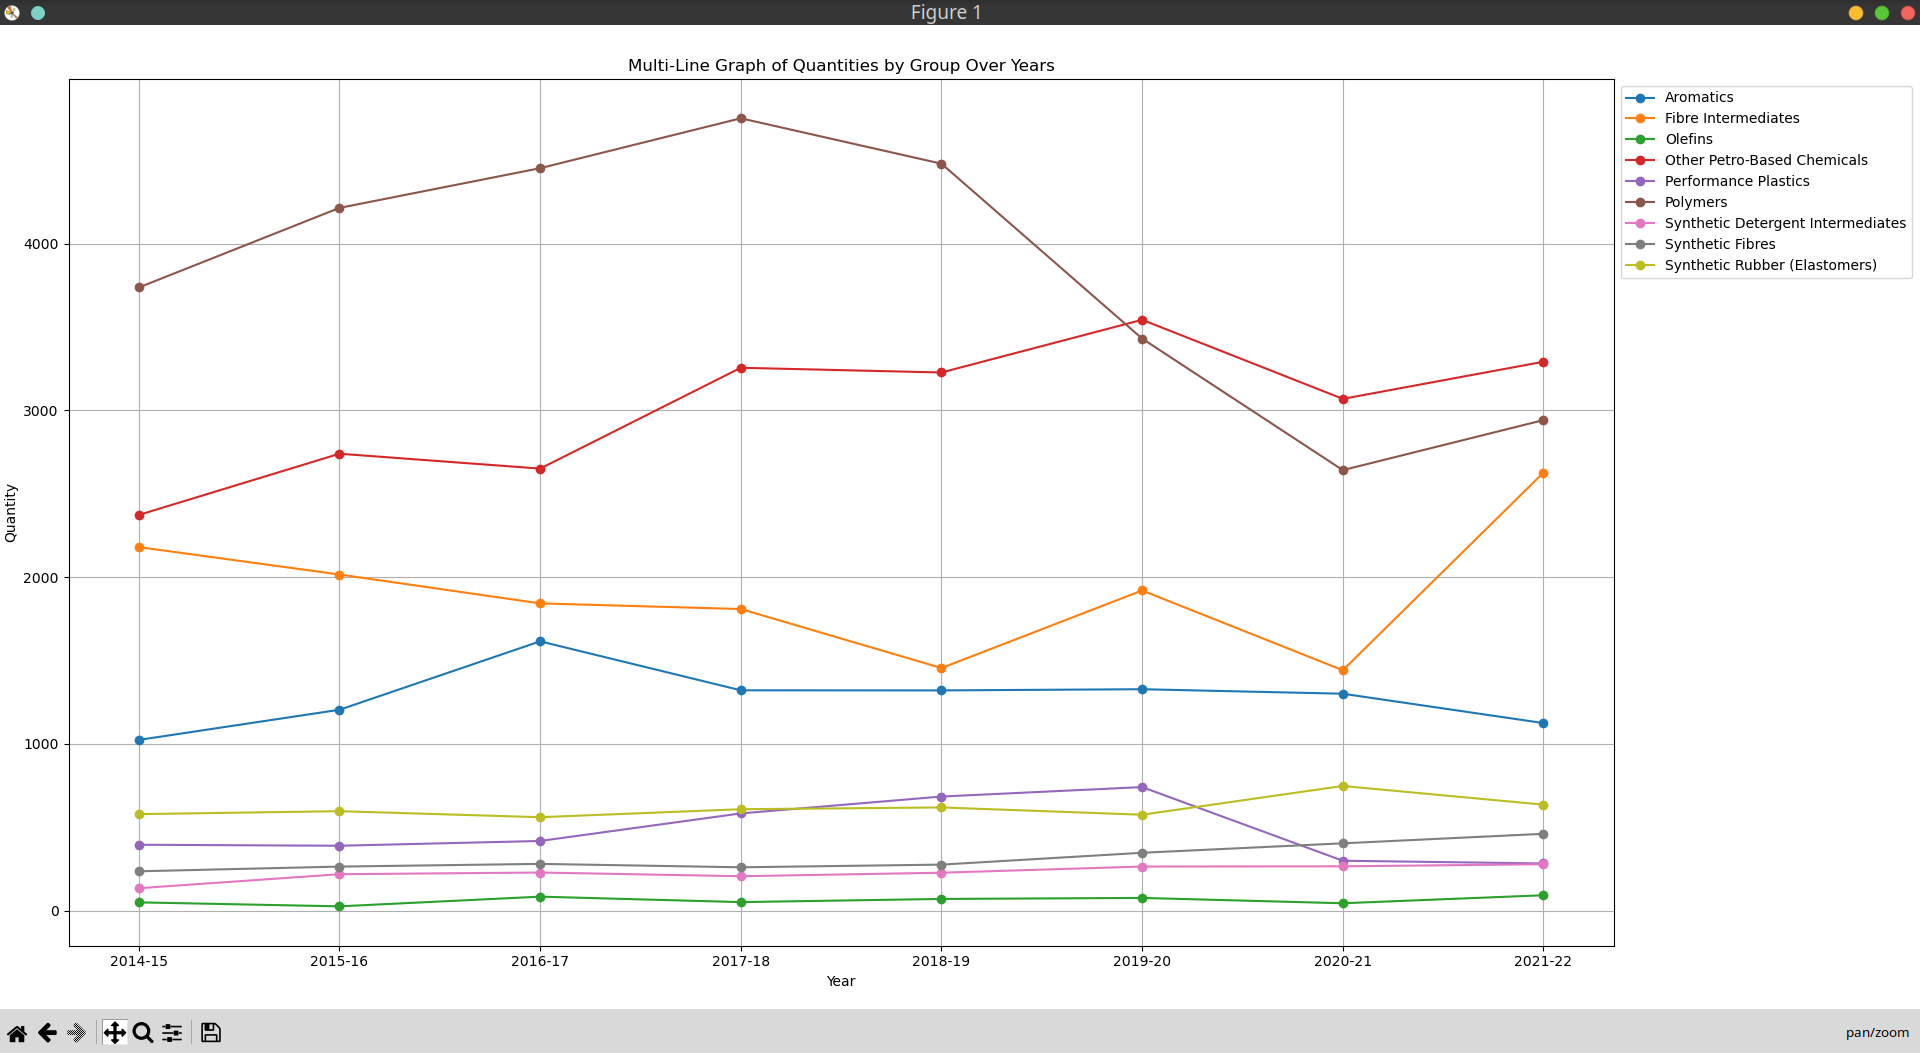 Figure 1
Multi-Line Graph of Quantities by Group Over Years
Aromatics
Fibre Intermediates
Olefins
Other Petro-Based Chemicals
Performance Plastics
Polymers
Synthetic Detergent Intermediates
Synthetic Fibres
Synthetic Rubber (Elastomers)
4000
3000
2000
1000
0
Quantity
2014-15 2015-16 2016-17 2017-18 2018-19 2019-20 2020-21 2021-22
Year
pan/zoom